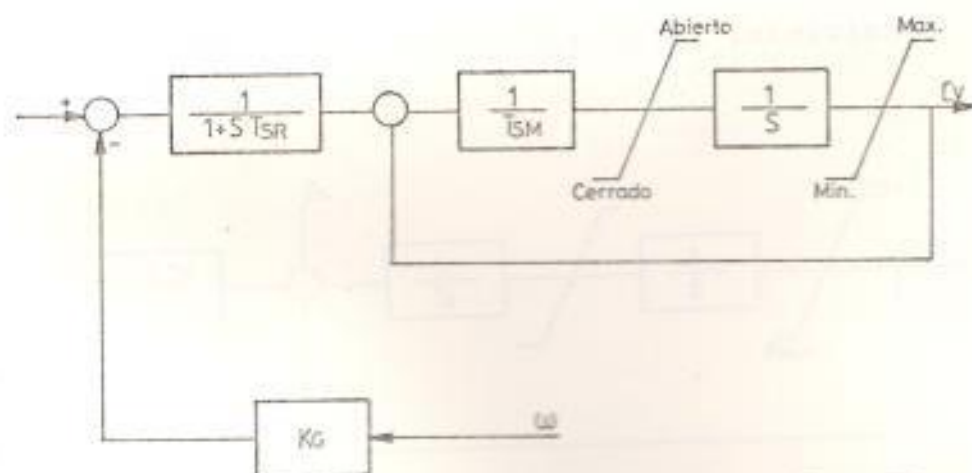 Abierto
Max.
+
-
1
1+S TSR
1
TSM
1
S
CV
Cerrado
Min.
KG
ω